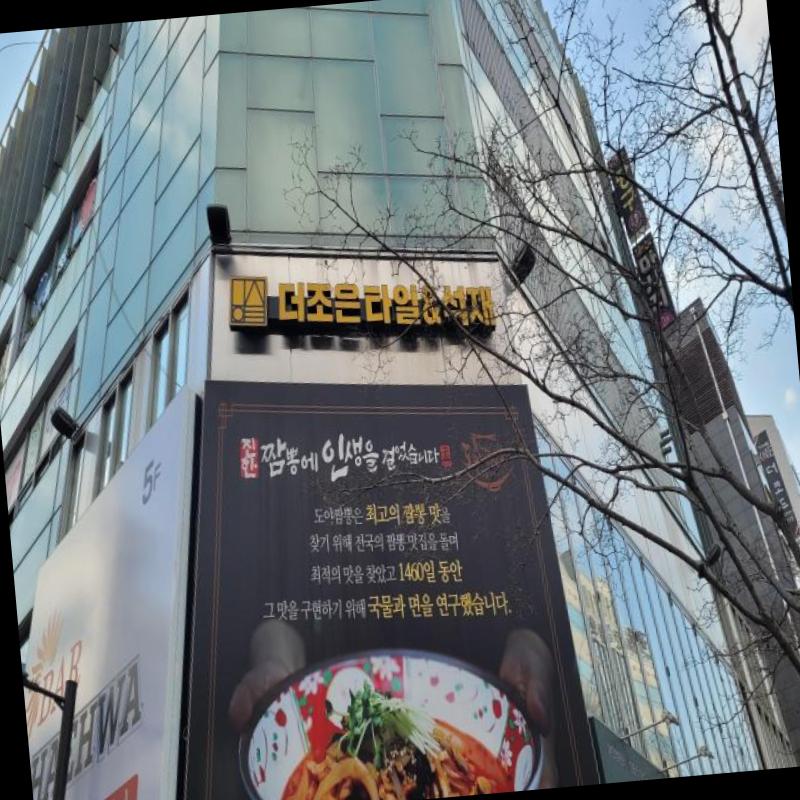 더조은타일&석재
진한 짬뽕에 인생을 걸었습니다
도야짬뽕은 최고의 짬뽕 맛을
찾기 위해 전국의 짬뽕 맛집을 돌며
최적의 맛을 찾았고 1460일 동안
그 맛을 구현하기 위해 국물과 면을 연구했습니다.
5F
BAR